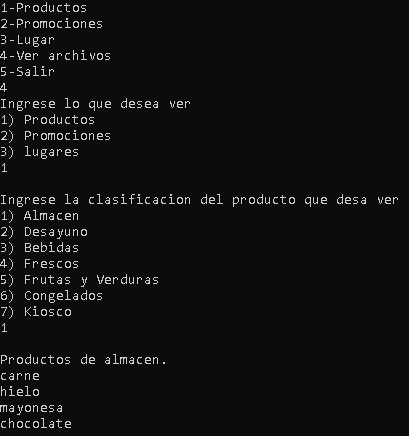 1-Productos
2-Promociones
3-Lugar
4-Ver archivos
5-Salir
4
Ingrese lo que desea ver
1) Productos
2) Promociones
3) lugares
1
Ingrese la clasificacion del producto que desa ver
1) Almacen
2) Desayuno
3) Bebidas
4) Frescos
5) Frutas y Verduras
6) Congelados
7) Kiosco
1
Productos de almacen.
carne
hielo
mayonesa
chocolate